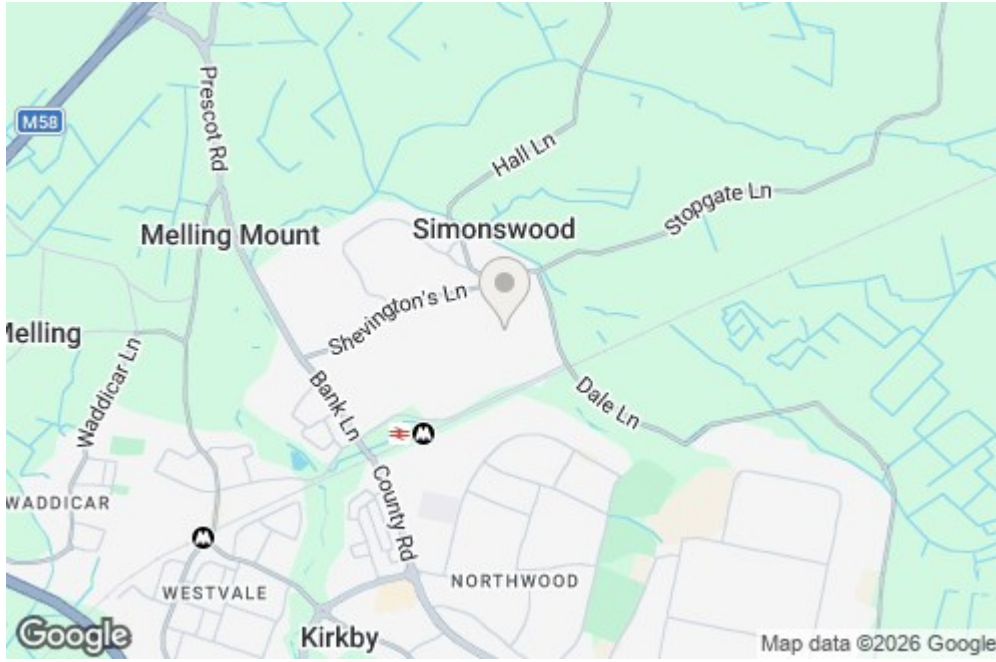 M58
Prescot Rd
Hall Ln
Stopgate Ln
Melling Mount
Simonswood
Shevington's Ln
Melling
Waddicar Ln
Bank Ln
Dale Ln
WADDICAR
County Rd
WESTVALE
NORTHWOOD
Kirkby
Google
Map data ©2026 Google